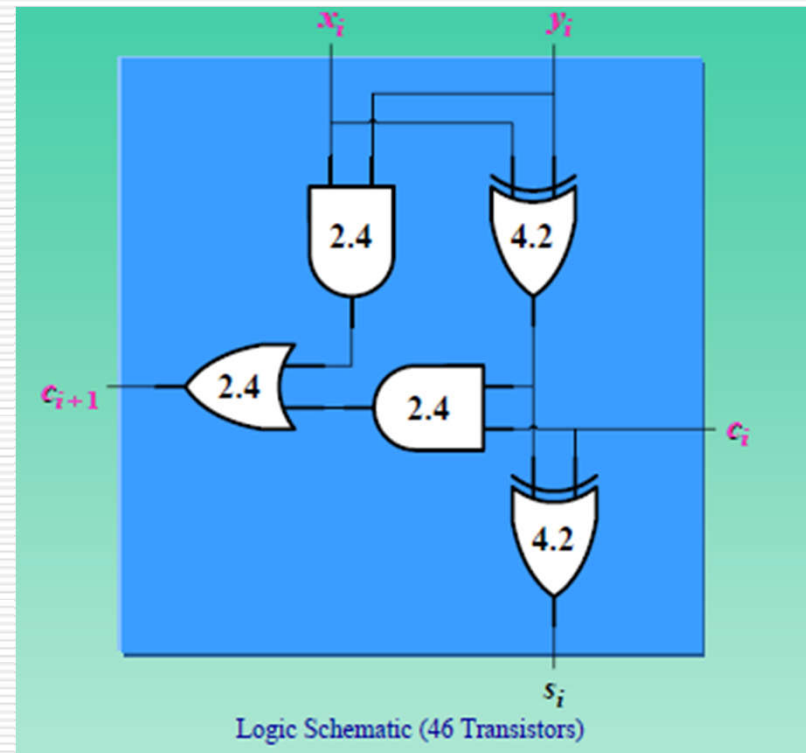 xᵢ yᵢ
2.4 4.2
cᵢ₊₁ 2.4 2.4 cᵢ
4.2
sᵢ
Logic Schematic (46 Transistors)